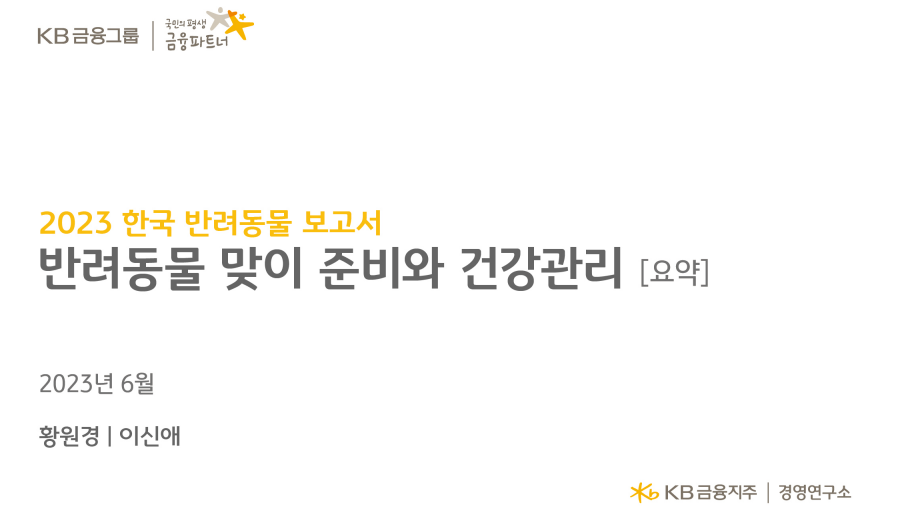 KB금융그룹
국민의 평생
금융파트너
2023 한국 반려동물 보고서
반려동물 맞이 준비와 건강관리 [요약]
2023년 6월
황원경 | 이신애
KB금융지주 | 경영연구소